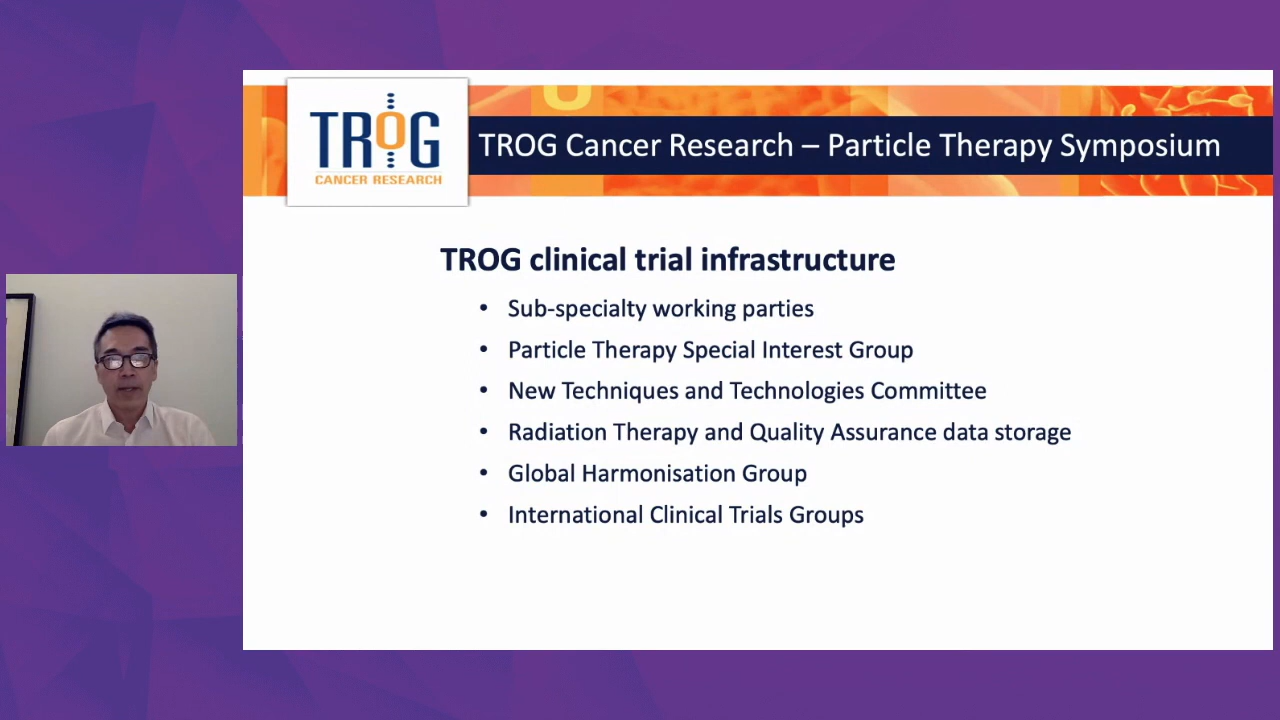 TROG
CANCER RESEARCH
TROG Cancer Research – Particle Therapy Symposium
TROG clinical trial infrastructure
• Sub-specialty working parties
• Particle Therapy Special Interest Group
• New Techniques and Technologies Committee
• Radiation Therapy and Quality Assurance data storage
• Global Harmonisation Group
• International Clinical Trials Groups